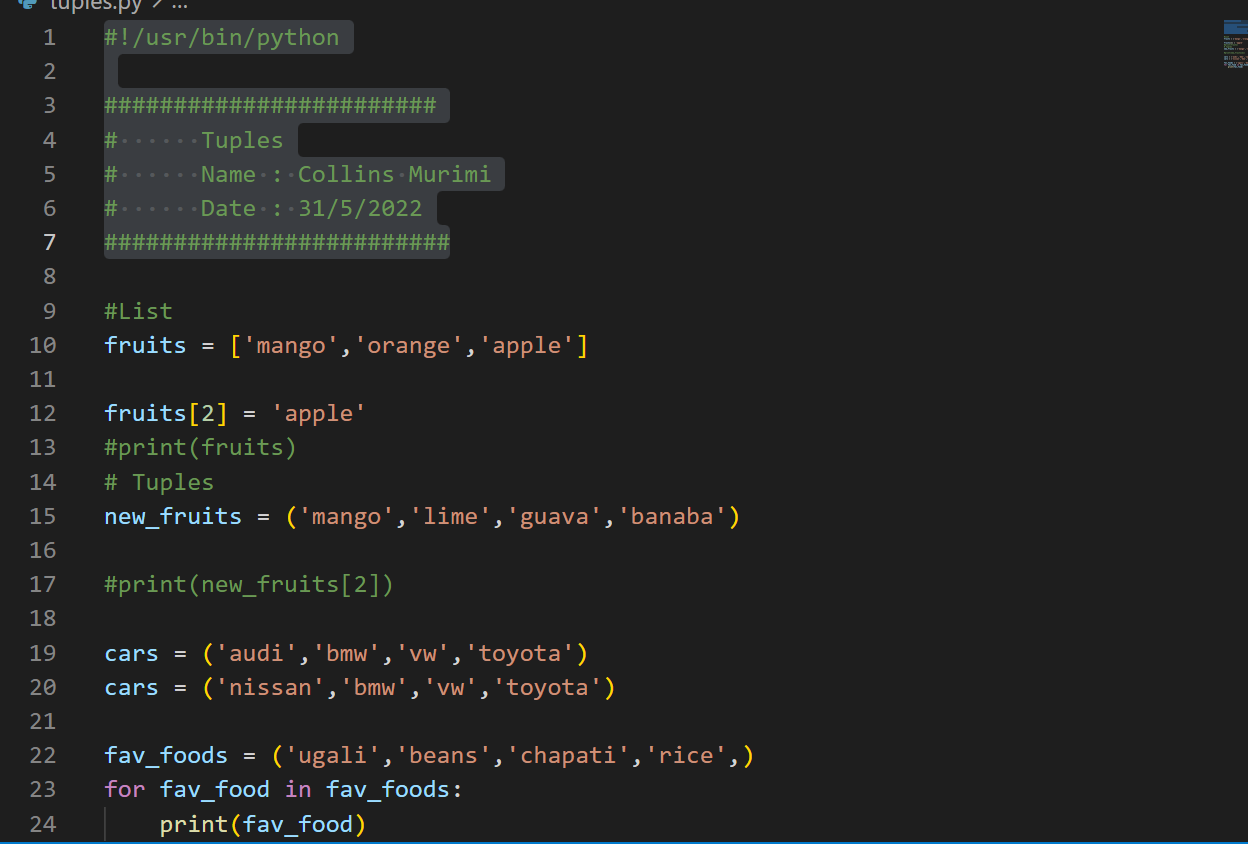 tuples.py > ...
1 #!/usr/bin/python
2
3 ########################
4 #      Tuples
5 #      Name : Collins Murimi
6 #      Date : 31/5/2022
7 #########################
8
9 #List
10 fruits = ['mango','orange','apple']
11
12 fruits[2] = 'apple'
13 #print(fruits)
14 # Tuples
15 new_fruits = ('mango','lime','guava','banaba')
16
17 #print(new_fruits[2])
18
19 cars = ('audi','bmw','vw','toyota')
20 cars = ('nissan','bmw','vw','toyota')
21
22 fav_foods = ('ugali','beans','chapati','rice',)
23 for fav_food in fav_foods:
24     print(fav_food)